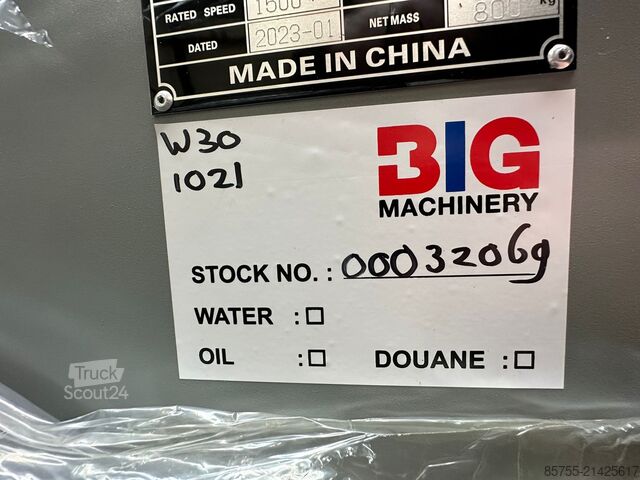 RATED SPEED 1500
DATED 2023-01 NET MASS 800 kg
MADE IN CHINA
W30
1021
BIG
MACHINERY
STOCK NO. : 00032069
WATER :
OIL : DOUANE :
Truck
Scout24
85755-21425617